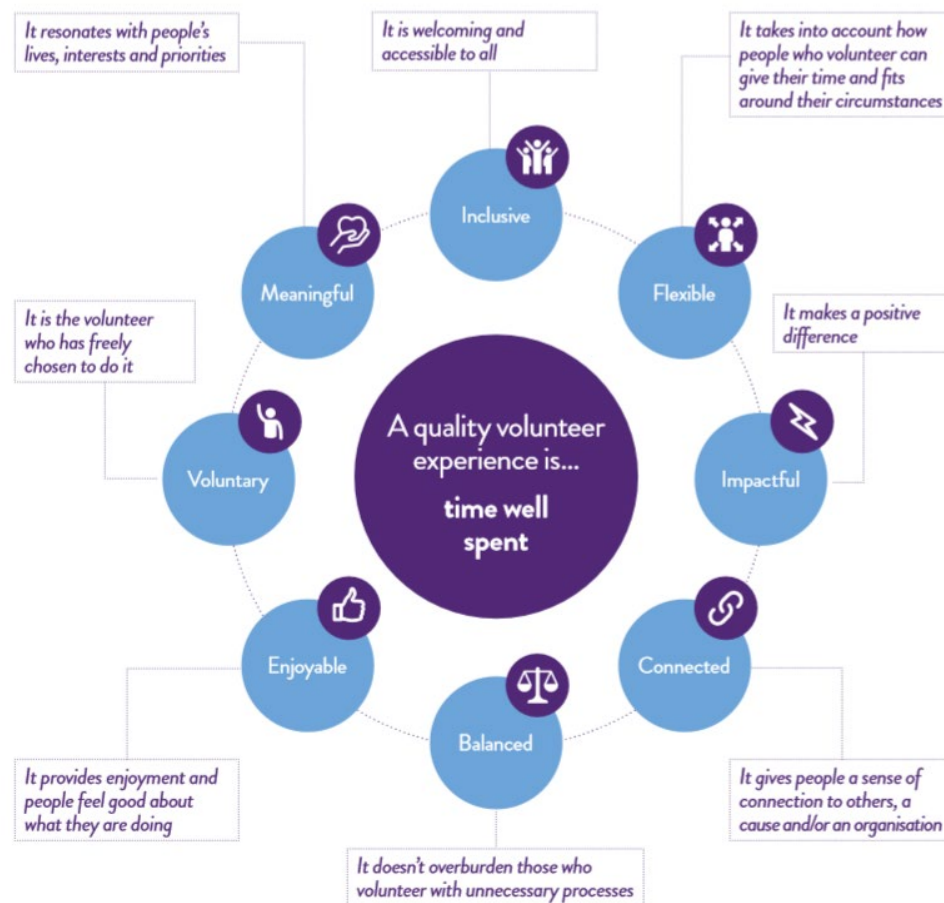 It resonates with people's
lives, interests and priorities
It is welcoming and
accessible to all
It takes into account how
people who volunteer can
give their time and fits
around their circumstances
Inclusive
Meaningful
Flexible
It is the volunteer
who has freely
chosen to do it
It makes a positive
difference
A quality volunteer
experience is...
time well
spent
Voluntary
Impactful
Enjoyable
Connected
Balanced
It provides enjoyment and
people feel good about
what they are doing
It gives people a sense of
connection to others, a
cause and/or an organisation
It doesn't overburden those who
volunteer with unnecessary processes